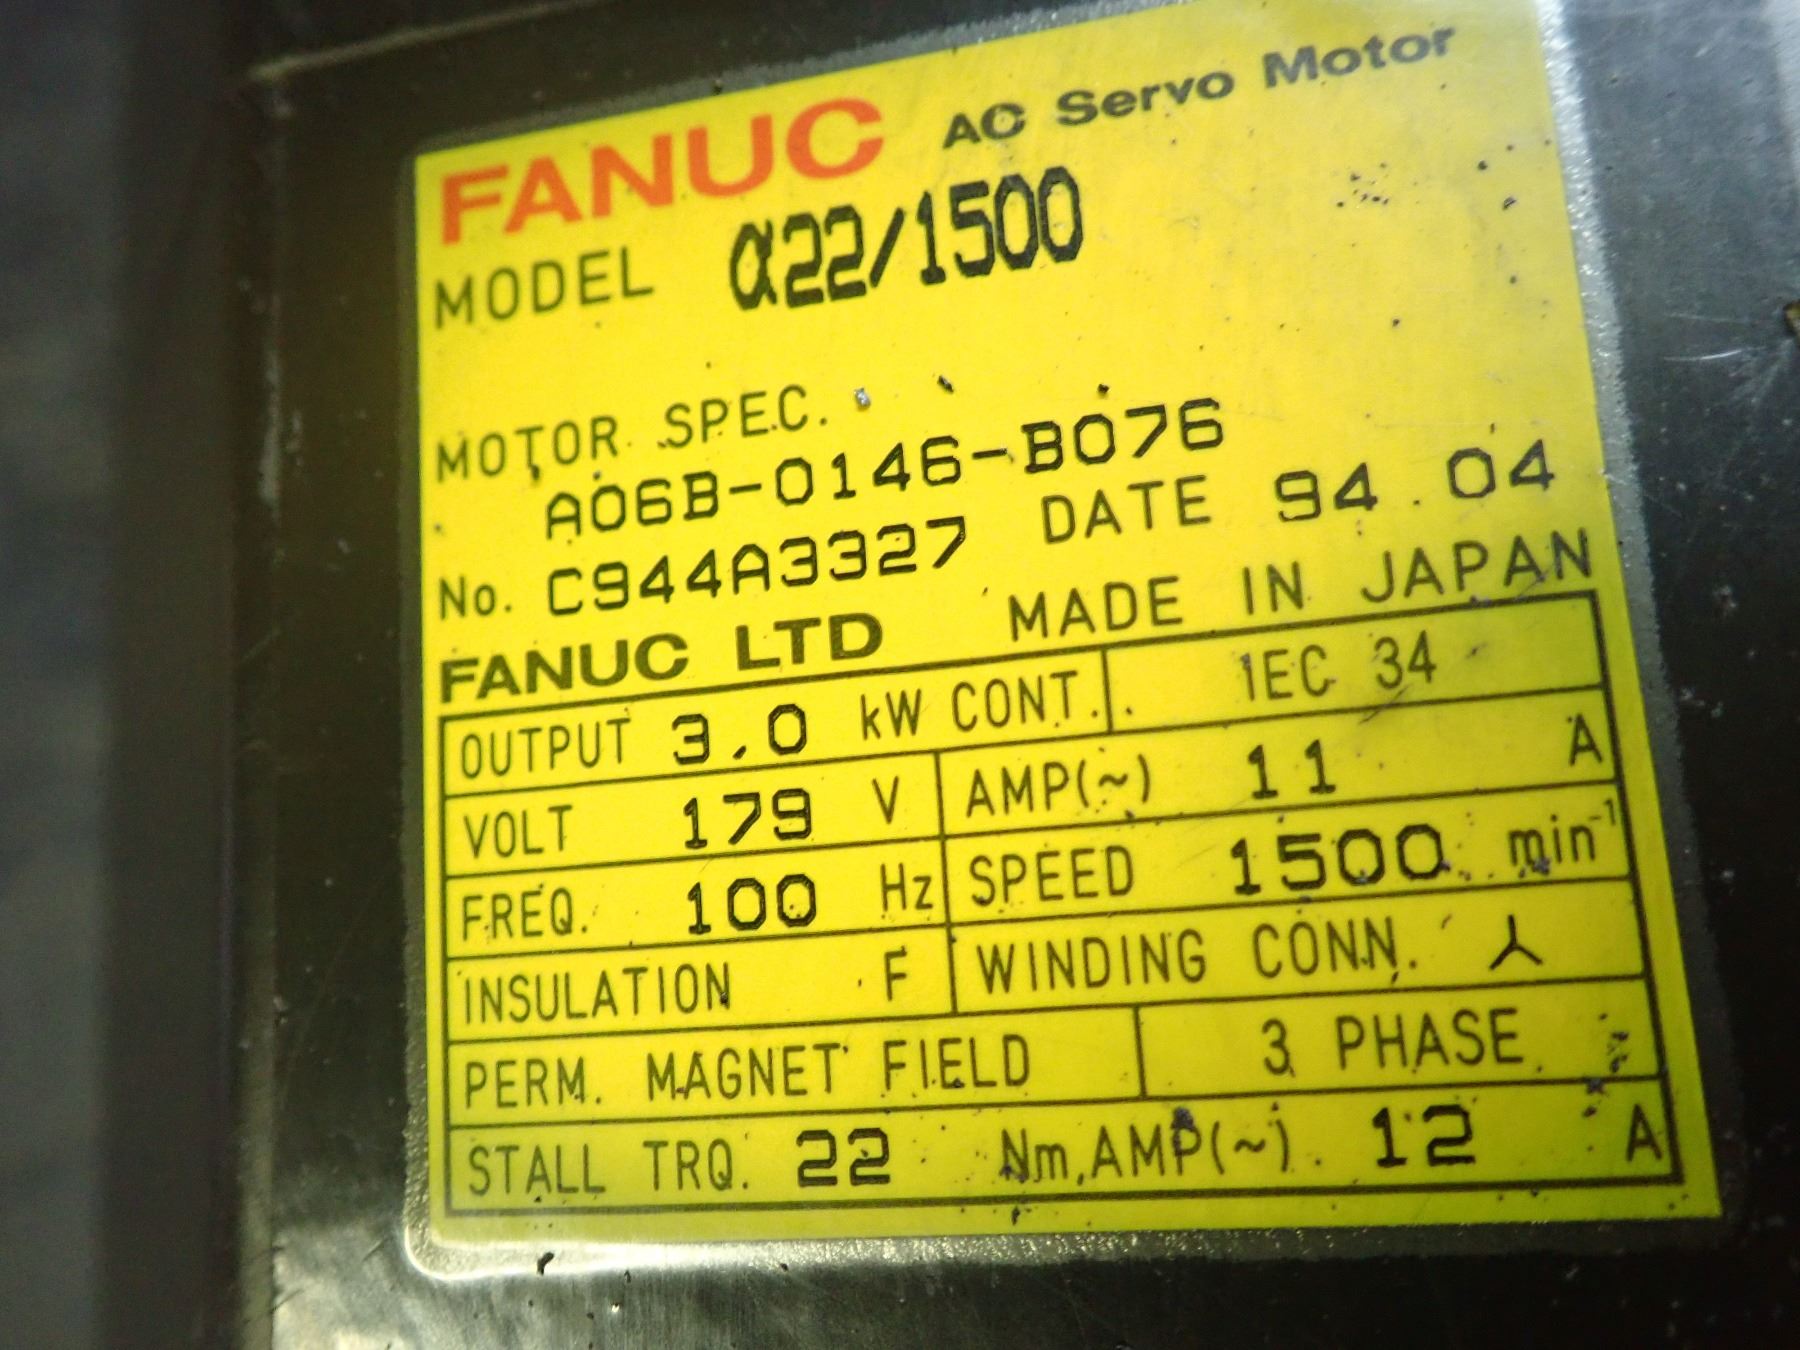 FANUC AC Servo Motor
MODEL α22/1500
MOTOR SPEC.
A06B-0146-B076
No. C944A3327 DATE 94.04
FANUC LTD MADE IN JAPAN
OUTPUT 3.0 kW CONT. IEC 34
VOLT 179 V AMP(~) 11 A
FREQ. 100 Hz SPEED 1500 min⁻¹
INSULATION F WINDING CONN. 人
PERM. MAGNET FIELD 3 PHASE
STALL TRQ. 22 Nm, AMP(~) 12 A